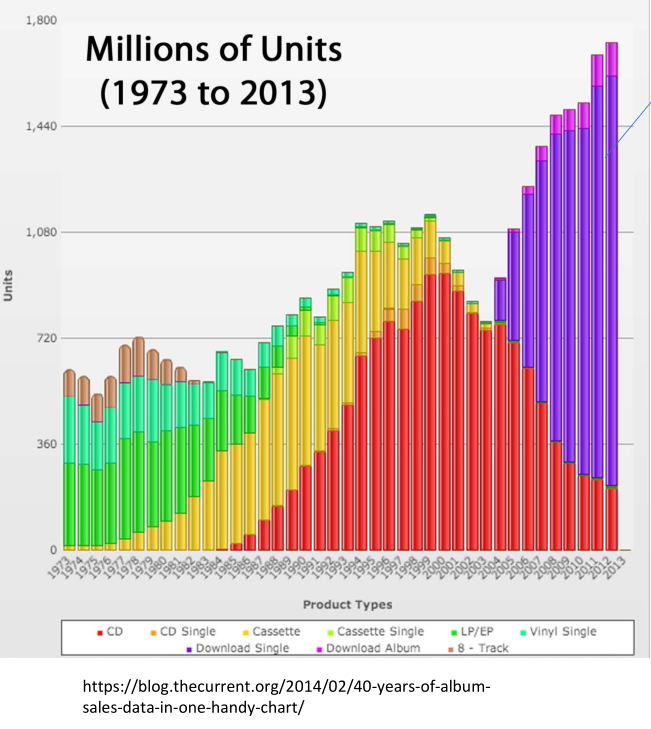 1,800
Millions of Units
(1973 to 2013)
1,440
1,080
720
360
0
Units
1973 1974 1975 1976 1977 1978 1979 1980 1981 1982 1983 1984 1985 1986 1987 1988 1989 1990 1991 1992 1993 1994 1995 1996 1997 1998 1999 2000 2001 2002 2003 2004 2005 2006 2007 2008 2009 2010 2011 2012 2013
Product Types
CD CD Single Cassette Cassette Single LP/EP Vinyl Single
Download Single Download Album 8 - Track
https://blog.thecurrent.org/2014/02/40-years-of-album-
sales-data-in-one-handy-chart/